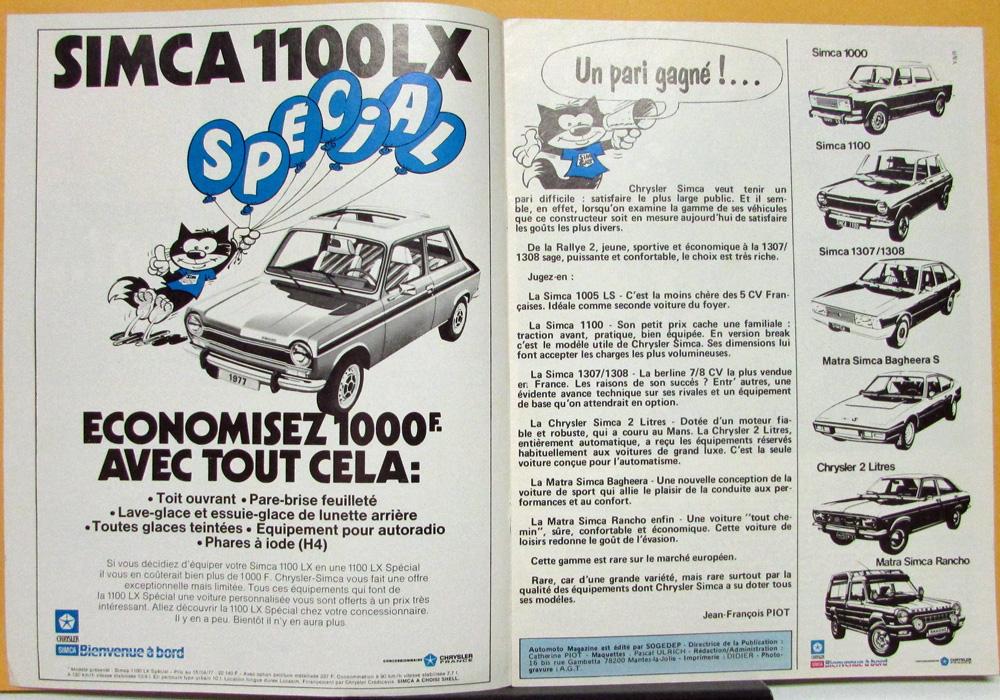 SIMCA 1100 LX
SPÉCiAL
1977
ECONOMISEZ 1000F.
AVEC TOUT CELA:
• Toit ouvrant • Pare-brise feuilleté
• Lave-glace et essuie-glace de lunette arrière
• Toutes glaces teintées • Equipement pour autoradio
• Phares à iode (H4)
Si vous décidiez d'équiper votre Simca 1100 LX en une 1100 LX Spécial
il vous en coûterait bien plus de 1000 F. Chrysler-Simca vous fait une offre
exceptionnelle mais limitée. Tous ces équipements qui font de
la 1100 LX Spéciale une voiture personnalisée vous sont offerts à un prix très
intéressant. Allez découvrir la 1100 LX Spécial chez votre concessionnaire.
Il y en a peu. Bientôt il n'y en aura plus.
CHRYSLER
SIMCA Bienvenue à bord
CONCESSIONNAIRE CHRYSLER FRANCE
SIMCA A CHOISI SHELL.
Un pari gagné !...
Chrysler Simca veut tenir un
pari difficile : satisfaire le plus large public. Et il sem-
ble, en effet, lorsqu'on examine la gamme de ses véhicules
que ce constructeur soit en mesure aujourd'hui de satisfaire
les goûts les plus divers.
De la Rallye 2, jeune, sportive et économique à la 1307/
1308 sage, puissante et confortable, le choix est très riche.
Jugez-en :
La Simca 1005 LS - C'est la moins chère des 5 CV Fran-
çaises. Idéale comme seconde voiture du foyer.
La Simca 1100 - Son petit prix cache une familiale :
traction avant, pratique, bien équipée. En version break
c'est le modèle utile de Chrysler Simca. Ses dimensions lui
font accepter les charges les plus volumineuses.
La Simca 1307/1308 - La berline 7/8 CV la plus vendue
en France. Les raisons de son succès ? Entr' autres, une
évidente avance technique sur ses rivales et un équipement
de base qu'on attendrait en option.
La Chrysler Simca 2 Litres - Dotée d'un moteur fia-
ble et robuste, qui a couru au Mans. La Chrysler 2 Litres,
entièrement automatique, a reçu les équipements réservés
habituellement aux voitures de grand luxe. C'est la seule
voiture conçue pour l'automatisme.
La Matra Simca Bagheera - Une nouvelle conception de la
voiture de sport qui allie le plaisir de la conduite aux per-
formances et au confort.
La Matra Simca Rancho enfin - Une voiture "tout che-
min", sûre, confortable et économique. Cette voiture de
loisirs redonne le goût de l'évasion.
Cette gamme est rare sur le marché européen.
Rare, car d'une grande variété, mais rare surtout par la
qualité des équipements dont Chrysler Simca a su doter tous
ses modèles.
Jean-François PIOT
Automoto Magazine est édité par SOGEDEP - Directrice de la Publication :
Catherine PIOT - Maquettes : Pascal ULRICH - Rédaction/Administration :
16 bis rue Gambetta 78200 Mantes-la-Jolie - Imprimerie : DIDIER - Photo-
gravure : A.G.T.
Simca 1000
Simca 1100
Simca 1307/1308
Matra Simca Bagheera S
Chrysler 2 Litres
Matra Simca Rancho
SIMCA Bienvenue à bord